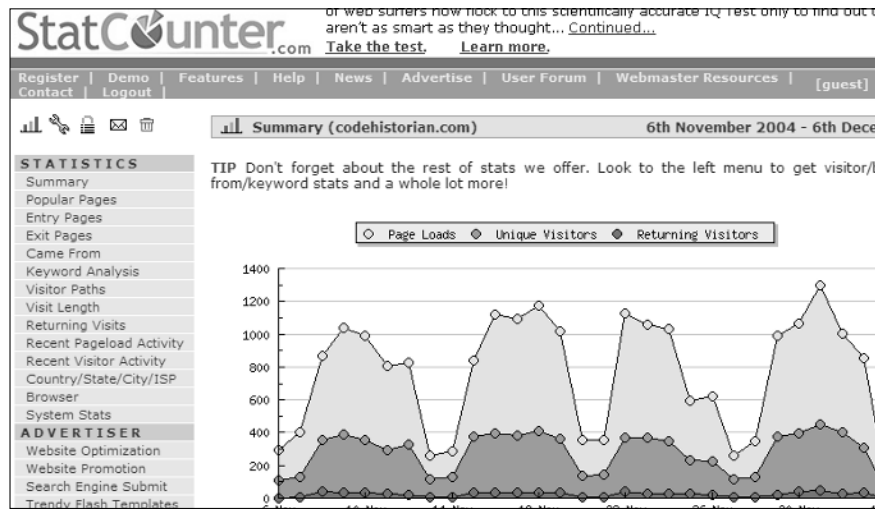 of web surfers now flock to this scientifically accurate IQ Test only to find out
aren't as smart as they thought... Continued...
StatCounter.com
Take the test. Learn more.
Register | Demo | Features | Help | News | Advertise | User Forum | Webmaster Resources |
Contact | Logout |
[guest]
Summary (codehistorian.com) 6th November 2004 - 6th Dece
STATISTICS
Summary
Popular Pages
Entry Pages
Exit Pages
Came From
Keyword Analysis
Visitor Paths
Visit Length
Returning Visits
Recent Pageload Activity
Recent Visitor Activity
Country/State/City/ISP
Browser
System Stats
ADVERTISER
Website Optimization
Website Promotion
Search Engine Submit
Trendy Flash Templates
TIP Don't forget about the rest of stats we offer. Look to the left menu to get visitor/
from/keyword stats and a whole lot more!
Page Loads Unique Visitors Returning Visitors
1400
1200
1000
800
600
400
200
0